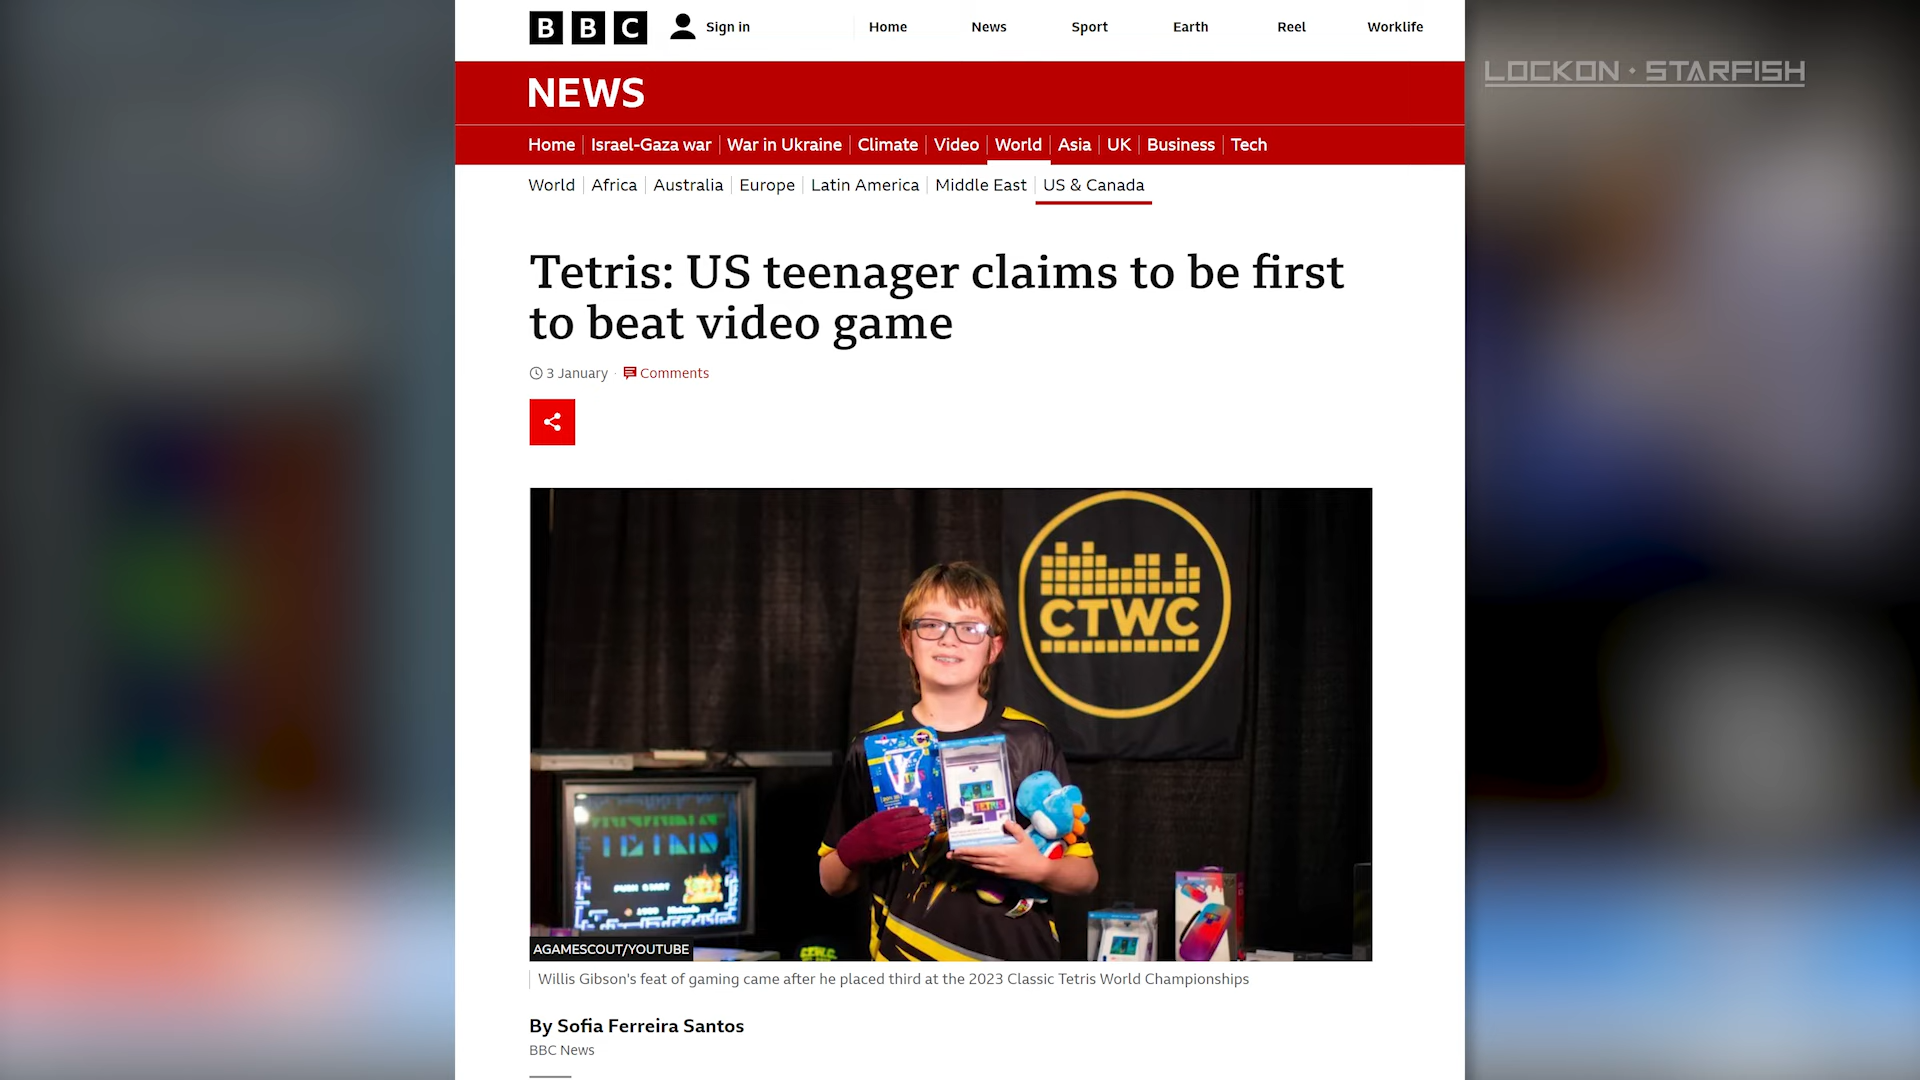 BBC
Sign in
Home
News
Sport
Earth
Reel
Worklife
LOCKON · STARFISH
NEWS
Home
Israel-Gaza war
War in Ukraine
Climate
Video
World
Asia
UK
Business
Tech
World
Africa
Australia
Europe
Latin America
Middle East
US & Canada
Tetris: US teenager claims to be first
to beat video game
3 January · Comments
CTWC
TETRIS
TETRIS
PUSH START
AGAMESCOUT/YOUTUBE
Willis Gibson's feat of gaming came after he placed third at the 2023 Classic Tetris World Championships
By Sofia Ferreira Santos
BBC News